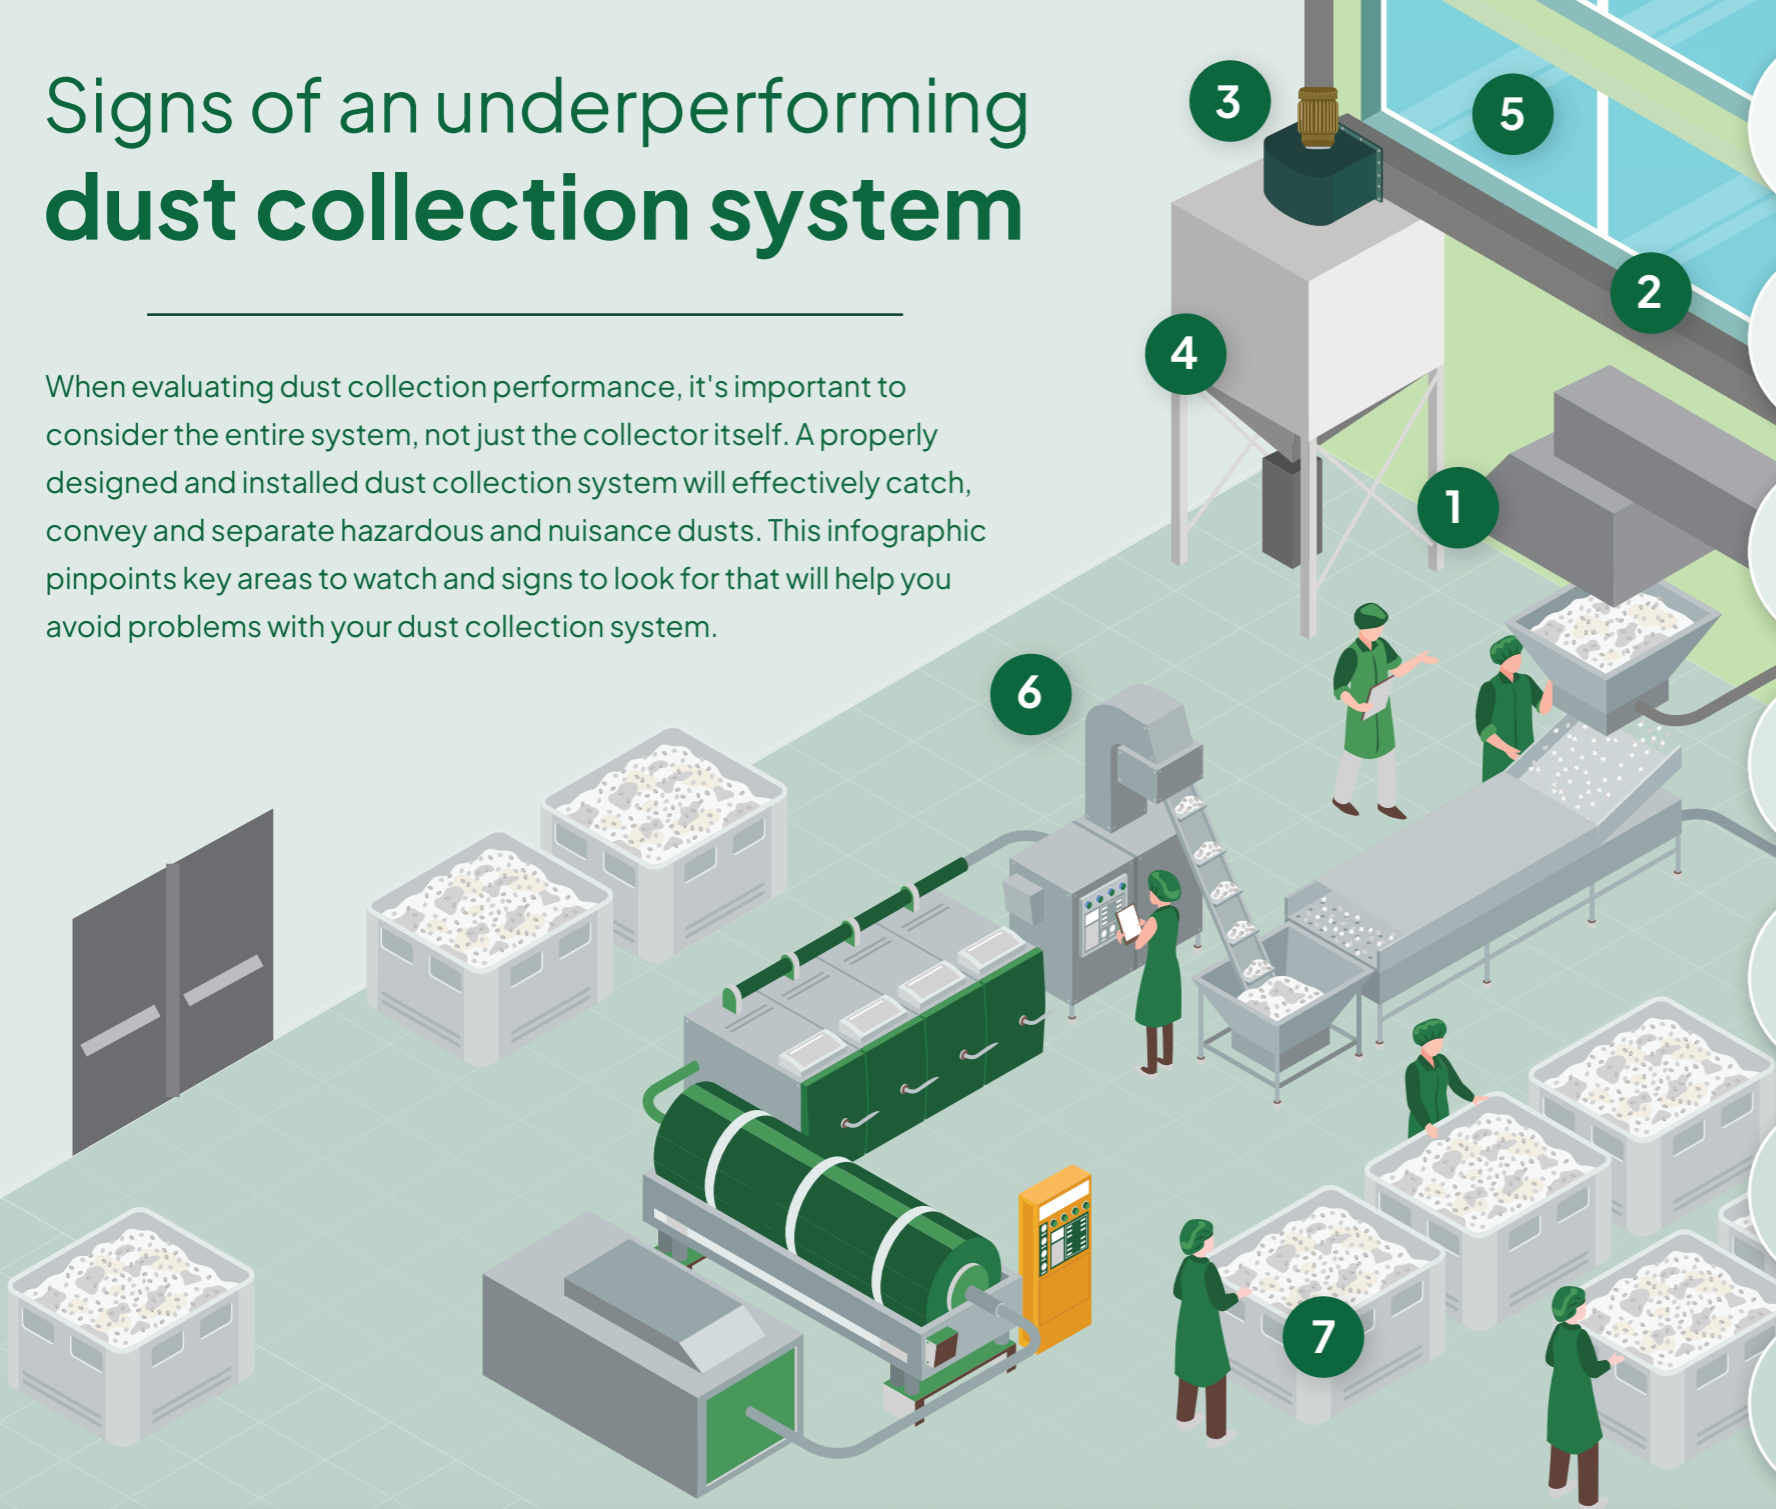 Signs of an underperforming
dust collection system
When evaluating dust collection performance, it's important to
consider the entire system, not just the collector itself. A properly
designed and installed dust collection system will effectively catch,
convey and separate hazardous and nuisance dusts. This infographic
pinpoints key areas to watch and signs to look for that will help you
avoid problems with your dust collection system.
3
5
2
4
1
6
7